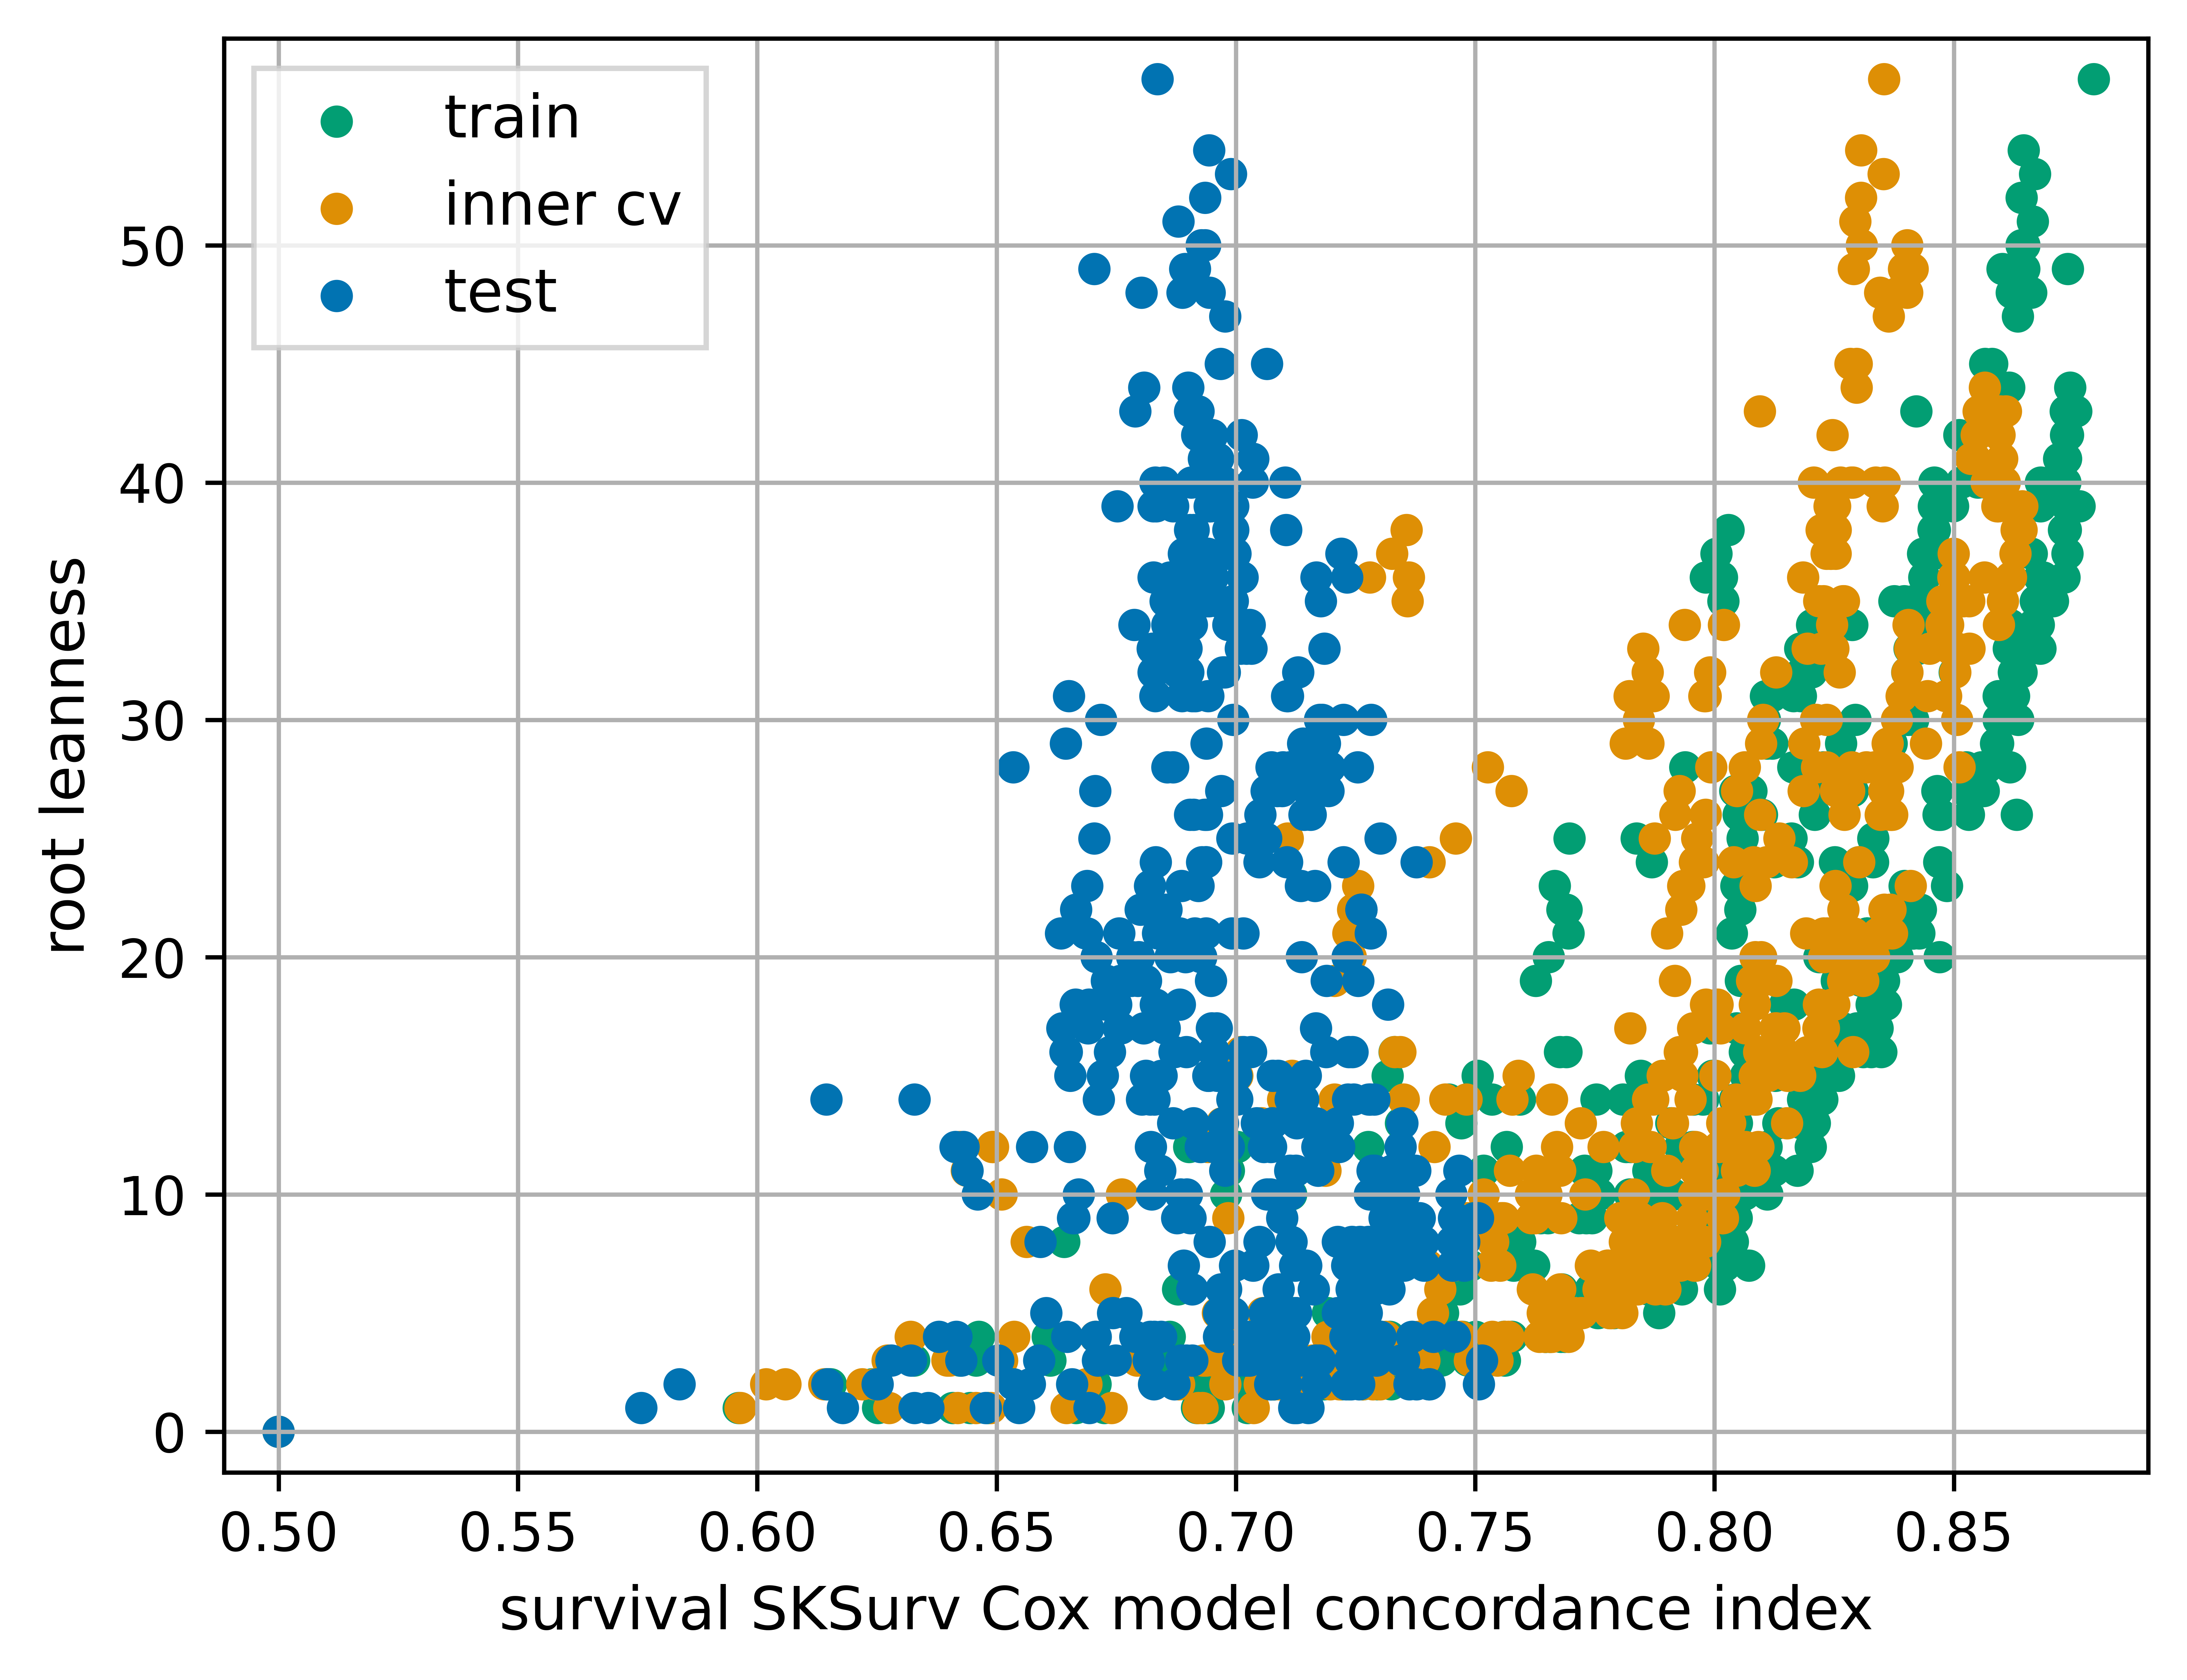 train
inner cv
test
50
40
30
20
10
0
root leanness
0.50 0.55 0.60 0.65 0.70 0.75 0.80 0.85
survival SKSurv Cox model concordance index